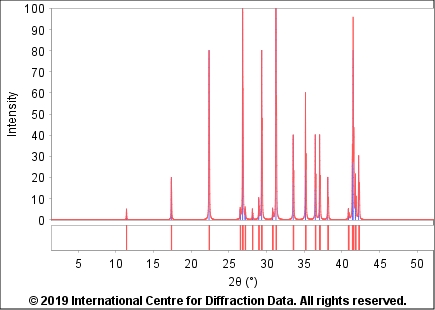 100
90
80
70
60
50
40
30
20
10
0
Intensity
5 10 15 20 25 30 35 40 45 50
2θ (°)
© 2019 International Centre for Diffraction Data. All rights reserved.